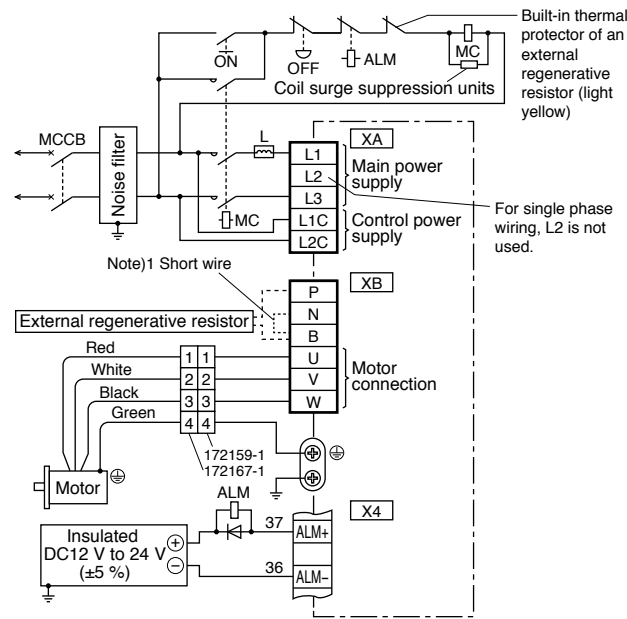 Built-in thermal
protector of an
external
regenerative
resistor (light
yellow)
ON
OFF
ALM
MC
Coil surge suppression units
MCCB
Noise filter
L
MC
XA
L1
L2
L3
L1C
L2C
Main power
supply
Control power
supply
For single phase
wiring, L2 is not
used.
Note)1 Short wire
XB
P
N
B
U
V
W
External regenerative resistor
Motor
connection
Red
White
Black
Green
1 1
2 2
3 3
4 4
172159-1
172167-1
Motor
ALM
X4
Insulated
DC12 V to 24 V
(±5 %)
+
−
37
36
ALM+
ALM−